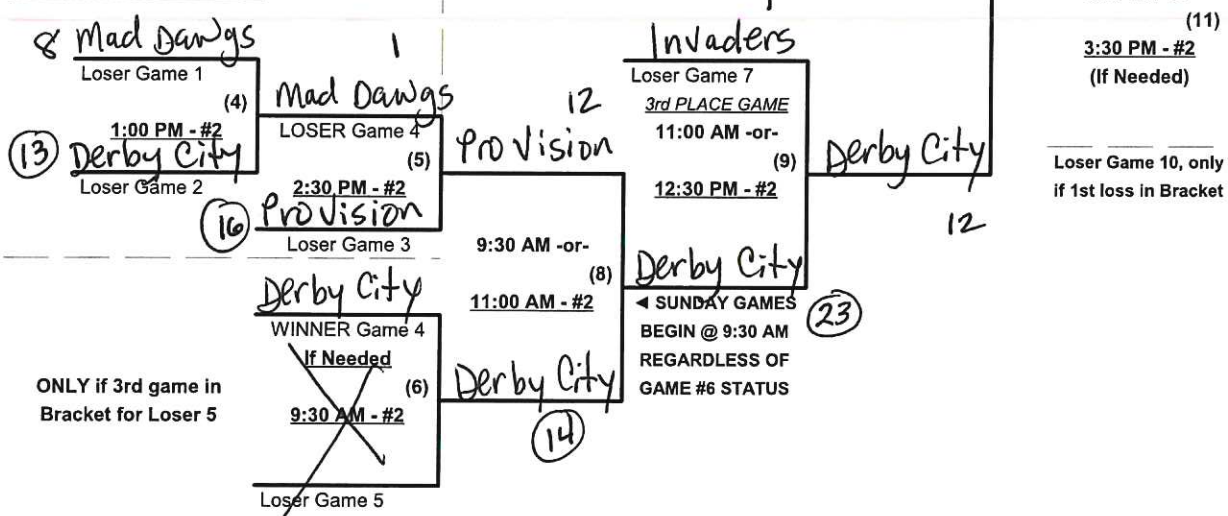 (11)
3:30 PM - #2
(If Needed)
Loser Game 10, only
if 1st loss in Bracket
8 Mad Dawgs
Loser Game 1
(4)
1:00 PM - #2
13 Derby City
Loser Game 2
1
Mad Dawgs
LOSER Game 4
(5)
2:30 PM - #2
16 ProVision
Loser Game 3
Derby City
WINNER Game 4
If Needed
(6)
9:30 AM - #2
Loser Game 5
ONLY if 3rd game in
Bracket for Loser 5
12
ProVision
9:30 AM -or-
(8)
11:00 AM - #2
Derby City
14
Invaders
Loser Game 7
3rd PLACE GAME
11:00 AM -or-
(9)
12:30 PM - #2
Derby City
23
◄ SUNDAY GAMES
BEGIN @ 9:30 AM
REGARDLESS OF
GAME #6 STATUS
Derby City
12